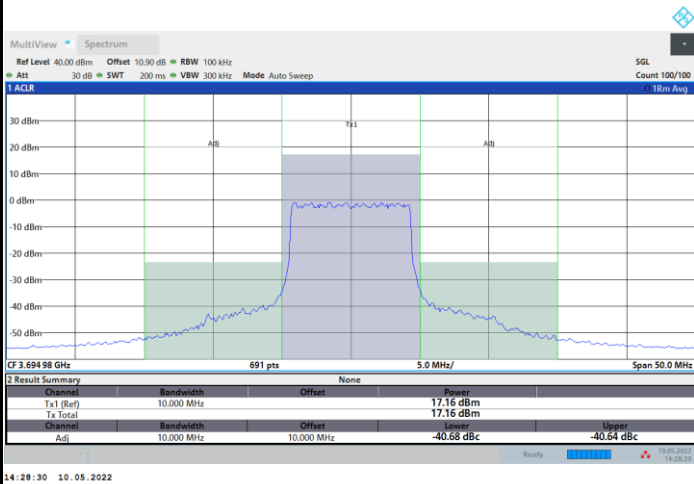 MultiView Spectrum
Ref Level 40.00 dBm Offset 10.90 dB RBW 100 kHz SGL
Att 30 dB SWT 200 ms VBW 300 kHz Mode Auto Sweep Count 100/100
1 ACLR 1Rm Avg
30 dBm
Tx1
20 dBm
Adj Adj
10 dBm
0 dBm
-10 dBm
-20 dBm
-30 dBm
-40 dBm
-50 dBm
CF 3.69498 GHz 691 pts 5.0 MHz/ Span 50.0 MHz
2 Result Summary None
Channel Bandwidth Offset Power
Tx1 (Ref) 10.000 MHz 17.16 dBm
Tx Total 17.16 dBm
Channel Bandwidth Offset Lower Upper
Adj 10.000 MHz 10.000 MHz -40.68 dBc -40.64 dBc
Ready 10.05.2022
14:28:28
14:28:30 10.05.2022